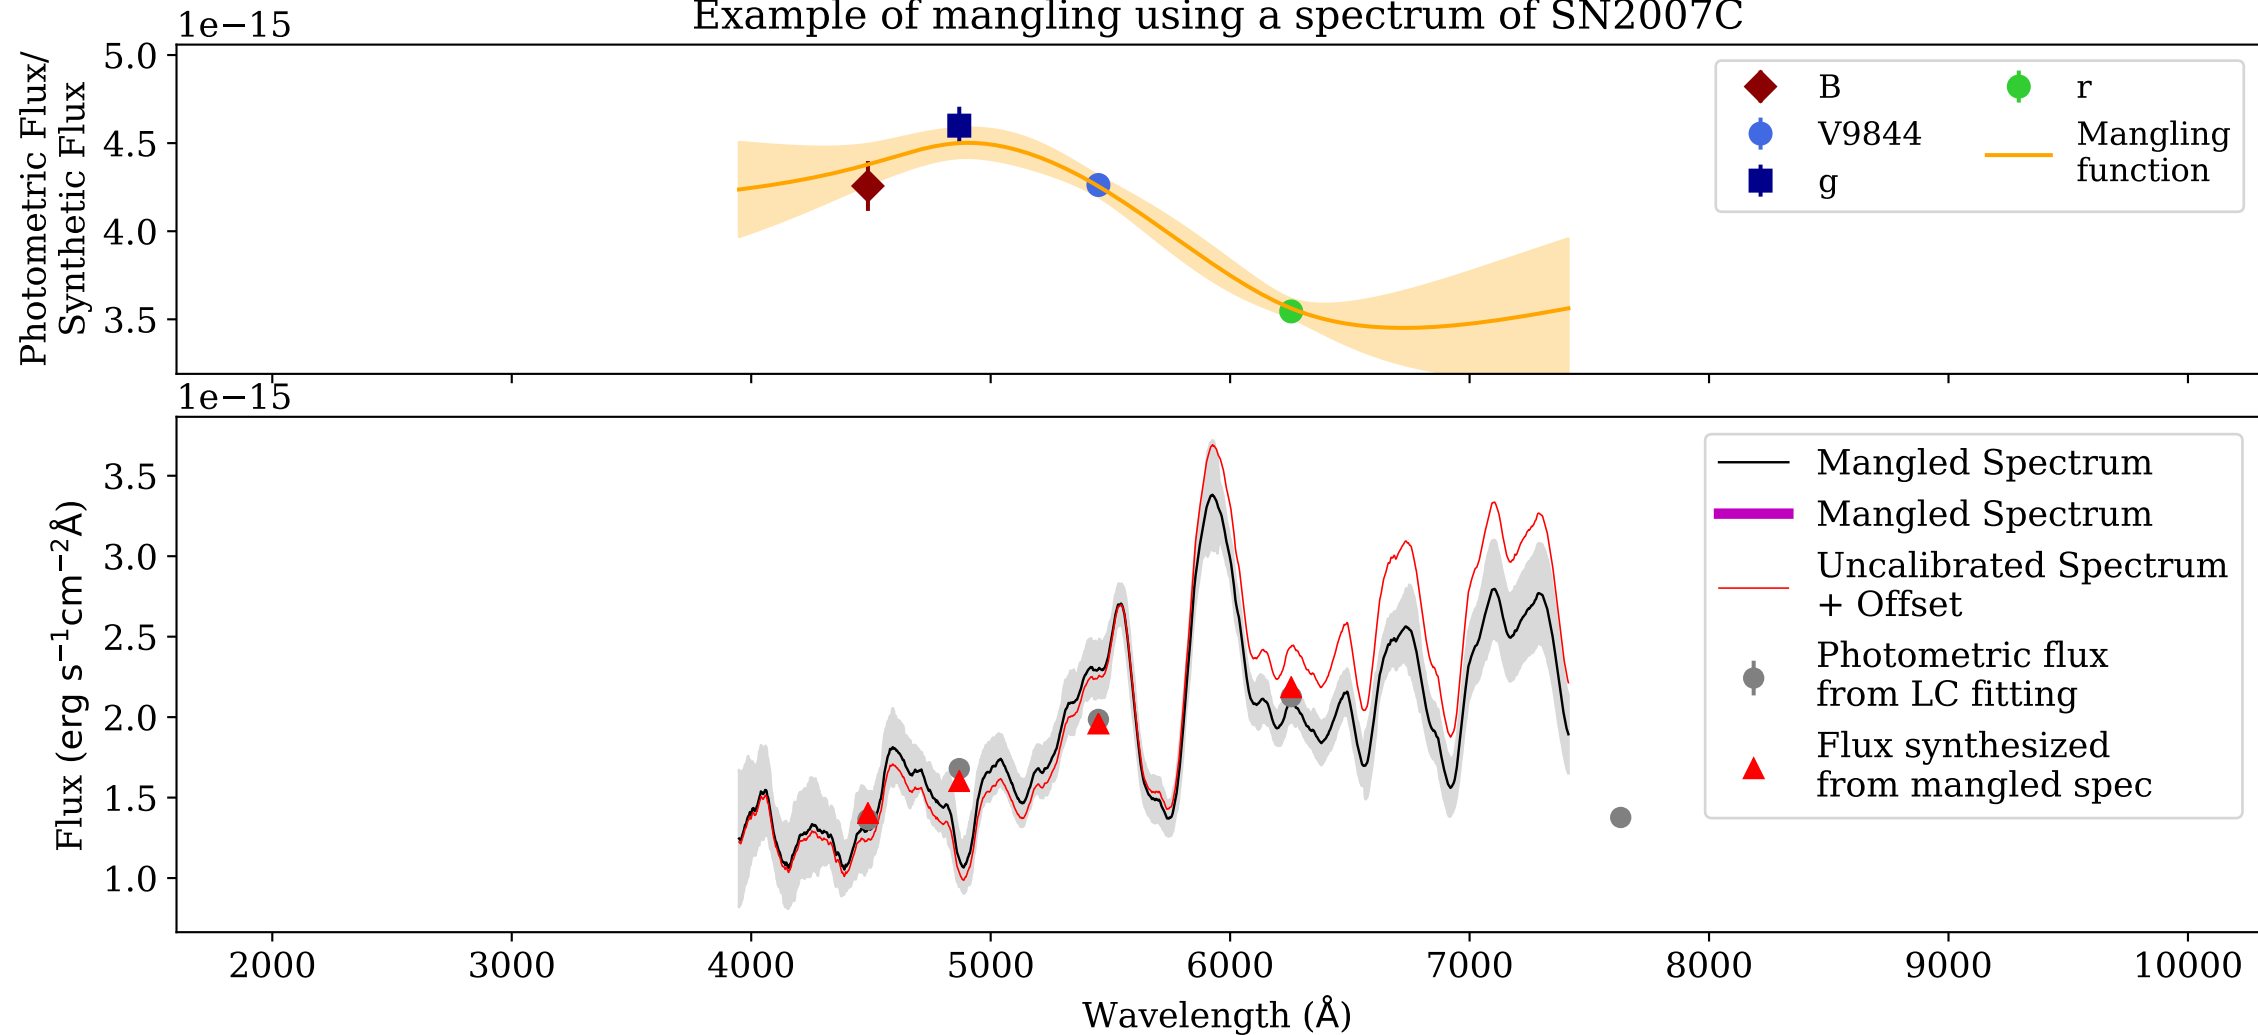 Example of mangling using a spectrum of SN2007C
1e−15
Photometric Flux/
Synthetic Flux
5.0
4.5
4.0
3.5
B
V9844
g
r
Mangling
function
1e−15
Flux (erg s−1cm−2Å)
3.5
3.0
2.5
2.0
1.5
1.0
Mangled Spectrum
Mangled Spectrum
Uncalibrated Spectrum
+ Offset
Photometric flux
from LC fitting
Flux synthesized
from mangled spec
2000 3000 4000 5000 6000 7000 8000 9000 10000
Wavelength (Å)